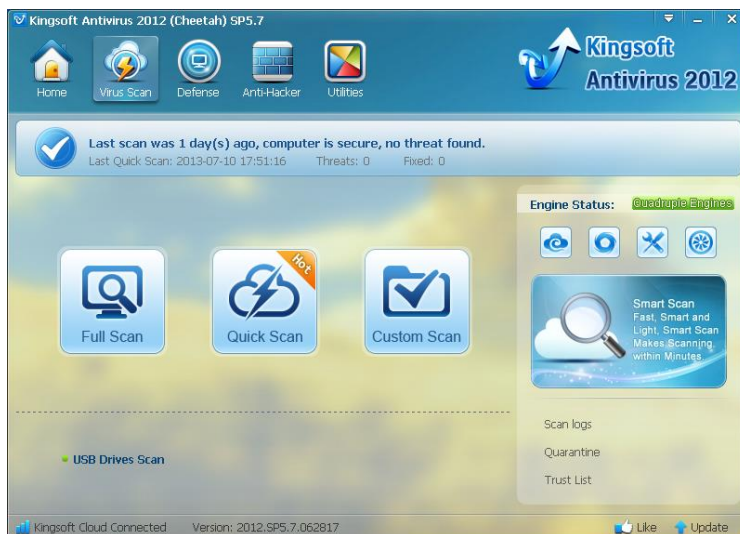 Kingsoft Antivirus 2012 (Cheetah) SP5.7
Home
Virus Scan
Defense
Anti-Hacker
Utilities
Kingsoft
Antivirus 2012
Last scan was 1 day(s) ago, computer is secure, no threat found.
Last Quick Scan: 2013-07-10 17:51:16 Threats: 0 Fixed: 0
Engine Status: Quadruple Engines
Full Scan
Hot
Quick Scan
Custom Scan
Smart Scan
Fast, Smart and
Light, Smart Scan
Makes Scanning
within Minutes.
USB Drives Scan
Scan logs
Quarantine
Trust List
Kingsoft Cloud Connected Version: 2012.SP5.7.062817 Like Update